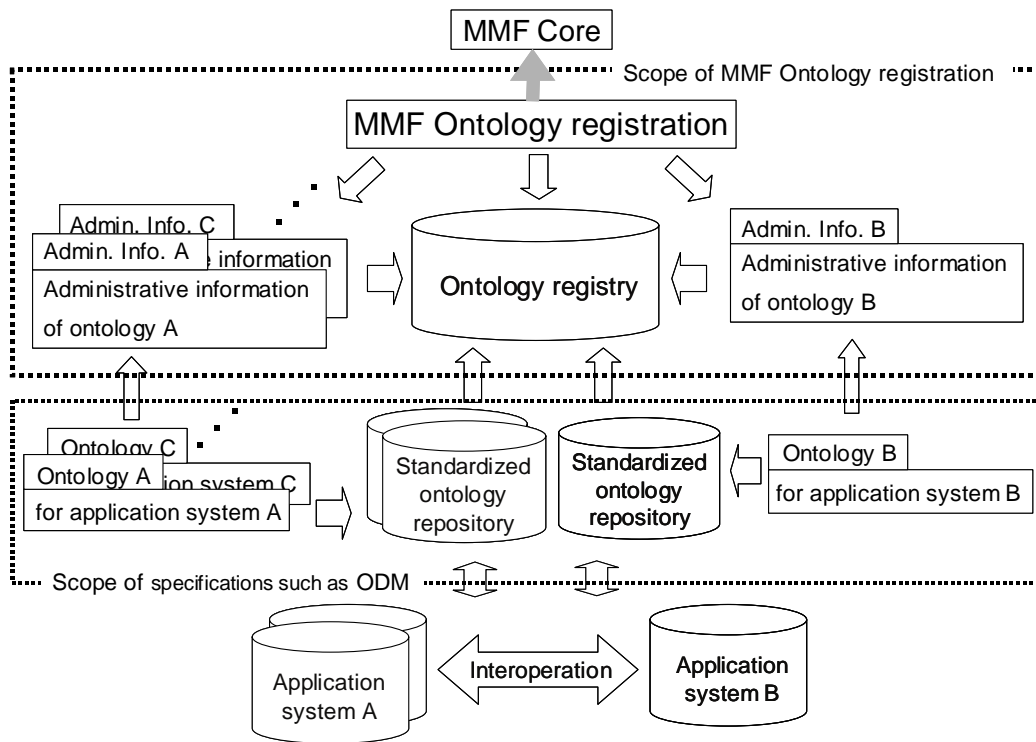 MMF Core
Scope of MMF Ontology registration
MMF Ontology registration
Admin. Info. C
Admin. Info. A
information
Administrative information
of ontology A
Ontology registry
Admin. Info. B
Administrative information
of ontology B
Ontology C
Ontology A
system C
for application system A
Standardized
ontology
repository
Standardized
ontology
repository
Ontology B
for application system B
Scope of specifications such as ODM
Application
system A
Interoperation
Application
system B